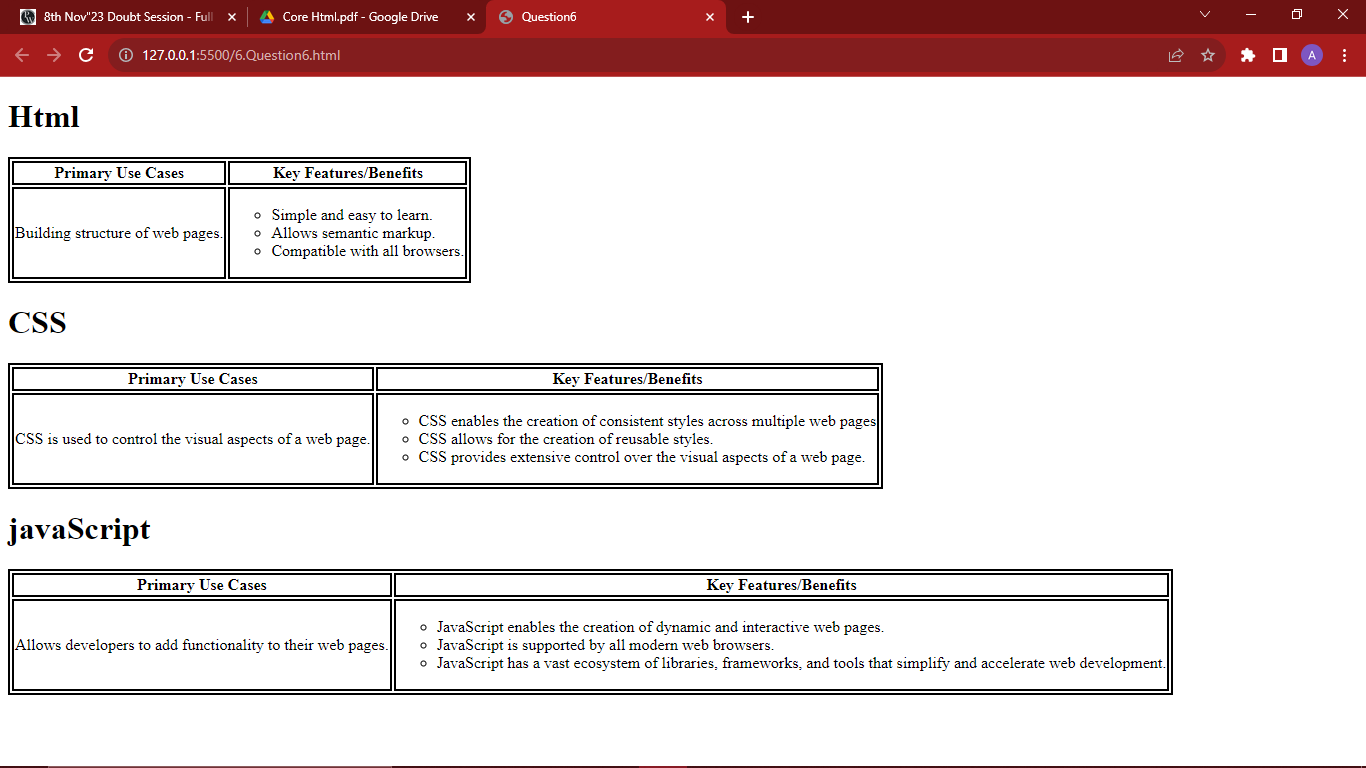 8th Nov"23 Doubt Session - Full
Core Html.pdf - Google Drive
Question6
127.0.0.1:5500/6.Question6.html
A
Html
Primary Use Cases Key Features/Benefits
Building structure of web pages.
Simple and easy to learn.
Allows semantic markup.
Compatible with all browsers.
CSS
Primary Use Cases Key Features/Benefits
CSS is used to control the visual aspects of a web page.
CSS enables the creation of consistent styles across multiple web pages
CSS allows for the creation of reusable styles.
CSS provides extensive control over the visual aspects of a web page.
javaScript
Primary Use Cases Key Features/Benefits
Allows developers to add functionality to their web pages.
JavaScript enables the creation of dynamic and interactive web pages.
JavaScript is supported by all modern web browsers.
JavaScript has a vast ecosystem of libraries, frameworks, and tools that simplify and accelerate web development.